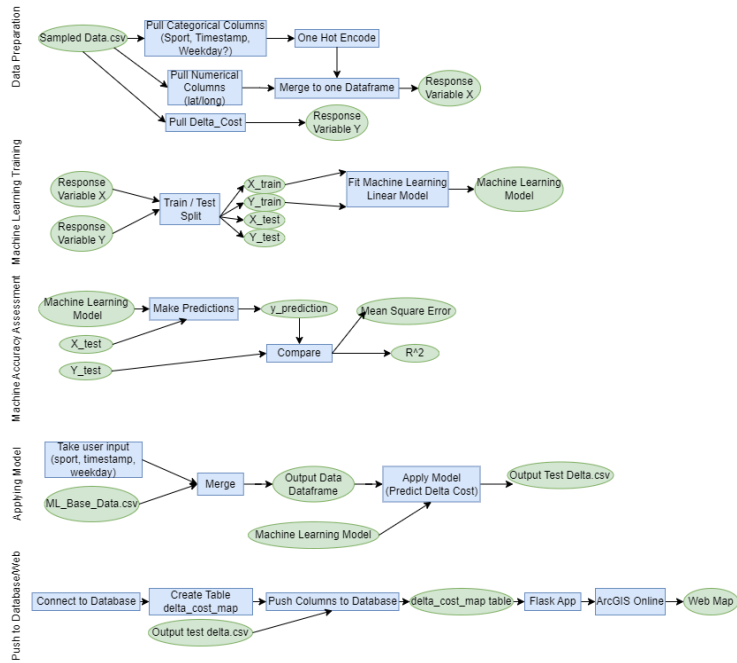 Data Preparation
Sampled Data.csv
Pull Categorical Columns
(Sport, Timestamp,
Weekday?)
One Hot Encode
Pull Numerical
Columns
(lat/long)
Merge to one Dataframe
Response
Variable X
Pull Delta_Cost
Response
Variable Y
Machine Learning Training
Response
Variable X
Response
Variable Y
Train / Test
Split
X_train
Y_train
X_test
Y_test
Fit Machine Learning
Linear Model
Machine Learning
Model
Machine Accuracy Assessment
Machine Learning
Model
X_test
Y_test
Make Predictions
y_prediction
Compare
Mean Square Error
R^2
Applying Model
Take user input
(sport, timestamp,
weekday)
ML_Base_Data.csv
Merge
Output Data
Dataframe
Machine Learning Model
Apply Model
(Predict Delta Cost)
Output Test Delta.csv
Push to Database/Web
Connect to Database
Create Table
delta_cost_map
Output test delta.csv
Push Columns to Database
delta_cost_map table
Flask App
ArcGIS Online
Web Map